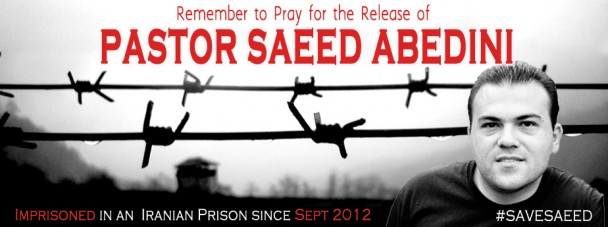 Remember to Pray for the Release of
PASTOR SAEED ABEDINI
IMPRISONED IN AN IRANIAN PRISON SINCE SEPT 2012
#SAVESAEED